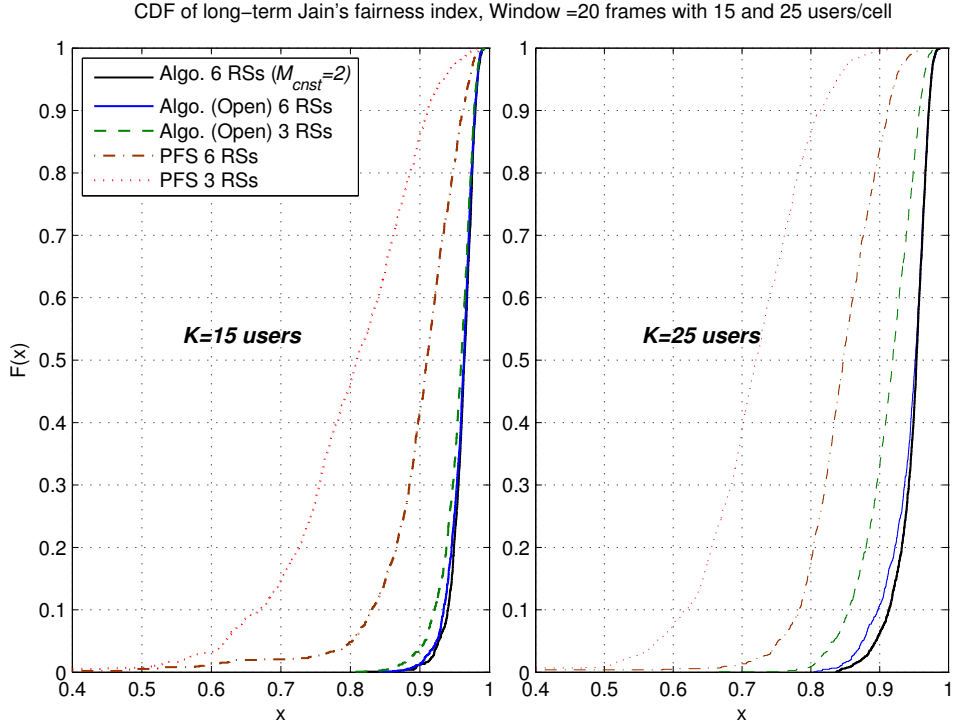 CDF of long−term Jain's fairness index, Window =20 frames with 15 and 25 users/cell
Algo. 6 RSs (M_cnst=2)
Algo. (Open) 6 RSs
Algo. (Open) 3 RSs
PFS 6 RSs
PFS 3 RSs
K=15 users
F(x)
1
0.9
0.8
0.7
0.6
0.5
0.4
0.3
0.2
0.1
0
0.4 0.5 0.6 0.7 0.8 0.9 1
x
K=25 users
1
0.9
0.8
0.7
0.6
0.5
0.4
0.3
0.2
0.1
0
0.4 0.5 0.6 0.7 0.8 0.9 1
x